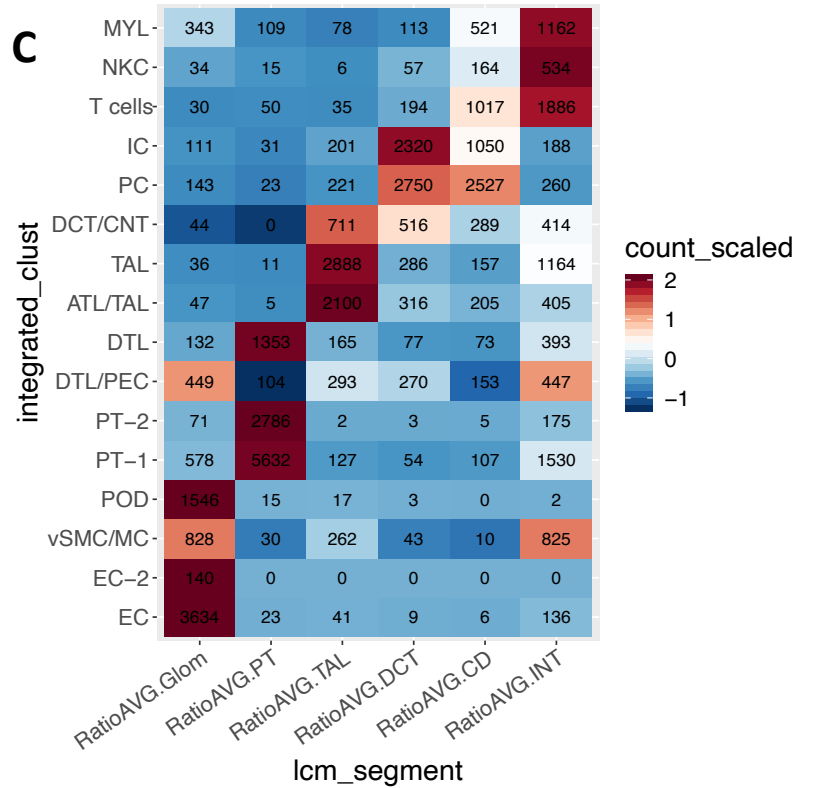 C
MYL 343 109 78 113 521 1162
NKC 34 15 6 57 164 534
T cells 30 50 35 194 1017 1886
IC 111 31 201 2320 1050 188
PC 143 23 221 2750 2527 260
DCT/CNT 44 0 711 516 289 414
TAL 36 11 2888 286 157 1164
ATL/TAL 47 5 2100 316 205 405
DTL 132 1353 165 77 73 393
DTL/PEC 449 104 293 270 153 447
PT−2 71 2786 2 3 5 175
PT−1 578 5632 127 54 107 1530
POD 1546 15 17 3 0 2
vSMC/MC 828 30 262 43 10 825
EC−2 140 0 0 0 0 0
EC 3634 23 41 9 6 136
integrated_clust
RatioAVG.Glom RatioAVG.PT RatioAVG.TAL RatioAVG.DCT RatioAVG.CD RatioAVG.INT
lcm_segment
count_scaled
2
1
0
−1